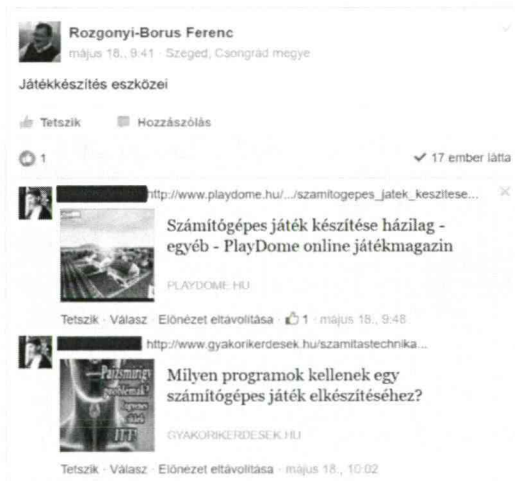 Rozgonyi-Borus Ferenc
május 18., 9:41 · Szeged, Csongrád megye
Játékkészítés eszközei
Tetszik Hozzászólás
1 17 ember látta
http://www.playdome.hu/.../szamitogepes_jatek_keszitese...
Számítógépes játék készítése házilag -
egyéb - PlayDome online játékmagazin
PLAYDOME.HU
Tetszik · Válasz · Előnézet eltávolítása · 1 · május 18., 9:48
http://www.gyakorikerdesek.hu/szamitastechnika...
Pajzsmirigy
problémák?
ITT!
Milyen programok kellenek egy
számítógépes játék elkészítéséhez?
GYAKORIKERDESEK.HU
Tetszik · Válasz · Előnézet eltávolítása · május 18., 10:02